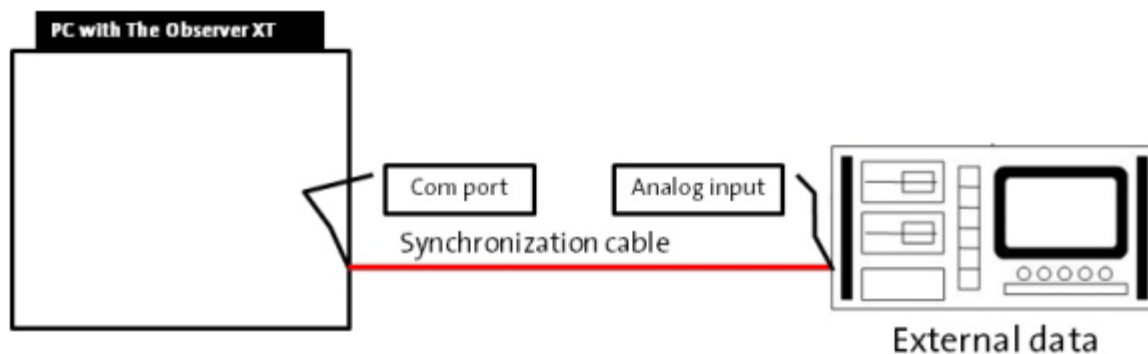 PC with The Observer XT
Com port
Analog input
Synchronization cable
External data